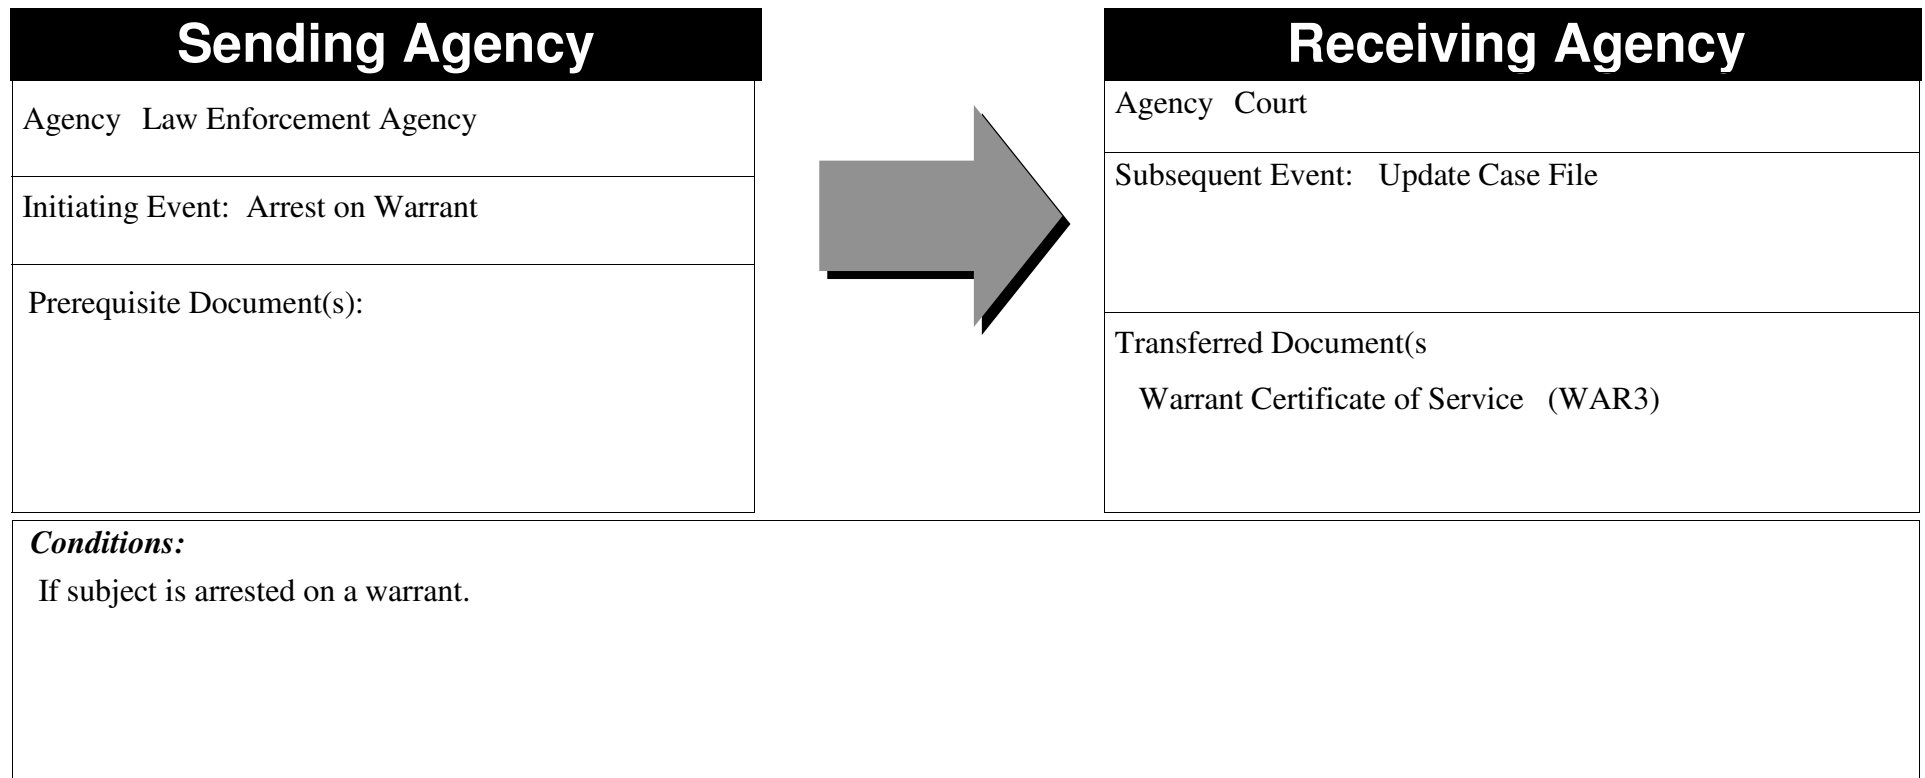 Sending Agency
Agency Law Enforcement Agency
Initiating Event: Arrest on Warrant
Prerequisite Document(s):
Receiving Agency
Agency Court
Subsequent Event: Update Case File
Transferred Document(s
Warrant Certificate of Service (WAR3)
Conditions:
If subject is arrested on a warrant.